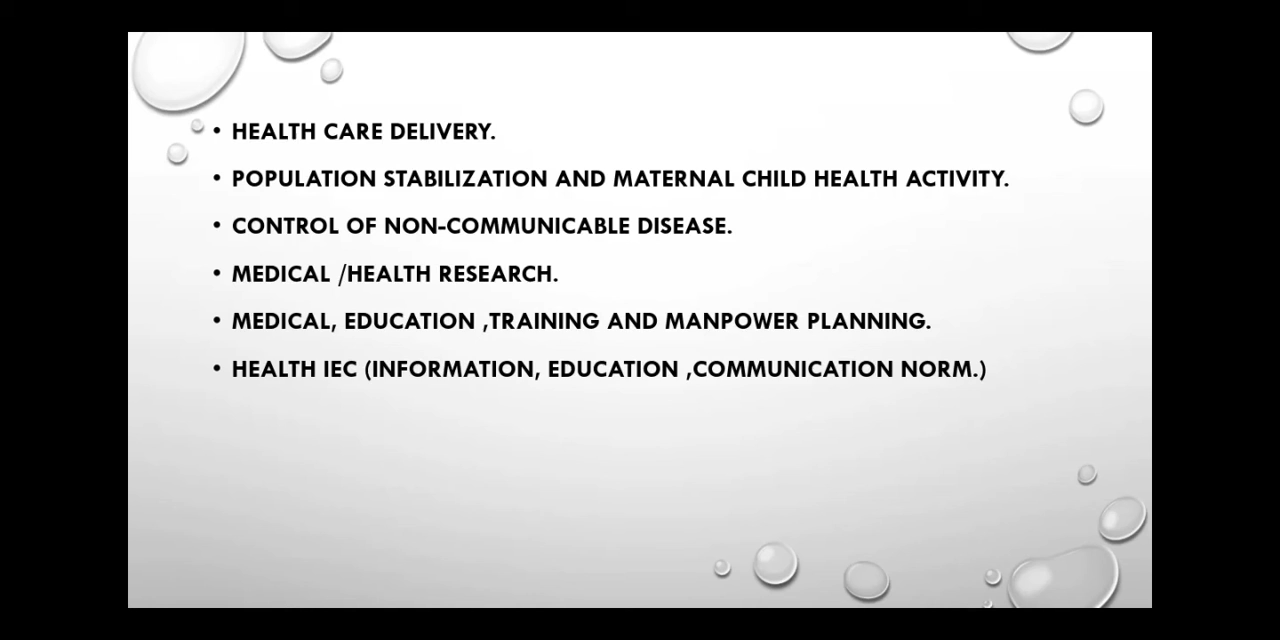 • HEALTH CARE DELIVERY.
• POPULATION STABILIZATION AND MATERNAL CHILD HEALTH ACTIVITY.
• CONTROL OF NON-COMMUNICABLE DISEASE.
• MEDICAL /HEALTH RESEARCH.
• MEDICAL, EDUCATION ,TRAINING AND MANPOWER PLANNING.
• HEALTH IEC (INFORMATION, EDUCATION ,COMMUNICATION NORM.)